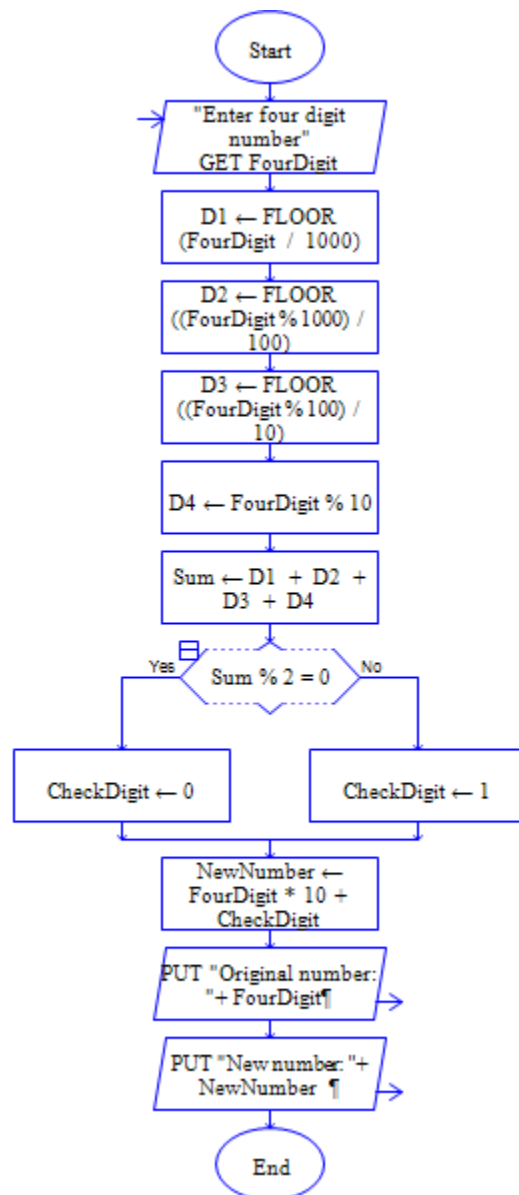 Start
"Enter four digit
number"
GET FourDigit
D1 ← FLOOR
(FourDigit / 1000)
D2 ← FLOOR
((FourDigit % 1000) /
100)
D3 ← FLOOR
((FourDigit % 100) /
10)
D4 ← FourDigit % 10
Sum ← D1 + D2 +
D3 + D4
Yes
Sum % 2 = 0
No
CheckDigit ← 0
CheckDigit ← 1
NewNumber ←
FourDigit * 10 +
CheckDigit
PUT "Original number:
"+ FourDigit¶
PUT "New number: "+
NewNumber ¶
End